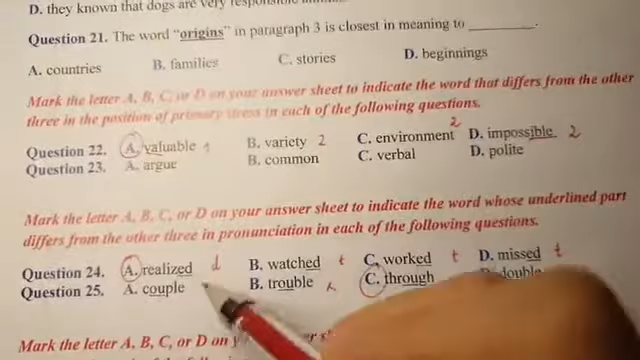 D. they known that dogs are very responsible
Question 21. The word “origins” in paragraph 3 is closest in meaning to ________.
A. countries B. families C. stories D. beginnings
Mark the letter A, B, C, or D on your answer sheet to indicate the word that differs from the other
three in the position of primary stress in each of the following questions.
Question 22. A. valuable 1 B. variety 2 C. environment 2 D. impossible 2
Question 23. A. argue B. common C. verbal D. polite
Mark the letter A, B, C, or D on your answer sheet to indicate the word whose underlined part
differs from the other three in pronunciation in each of the following questions.
Question 24. A. realized d B. watched t C. worked t D. missed t
Question 25. A. couple B. trouble ʌ C. through D. double
Mark the letter A, B, C, or D on